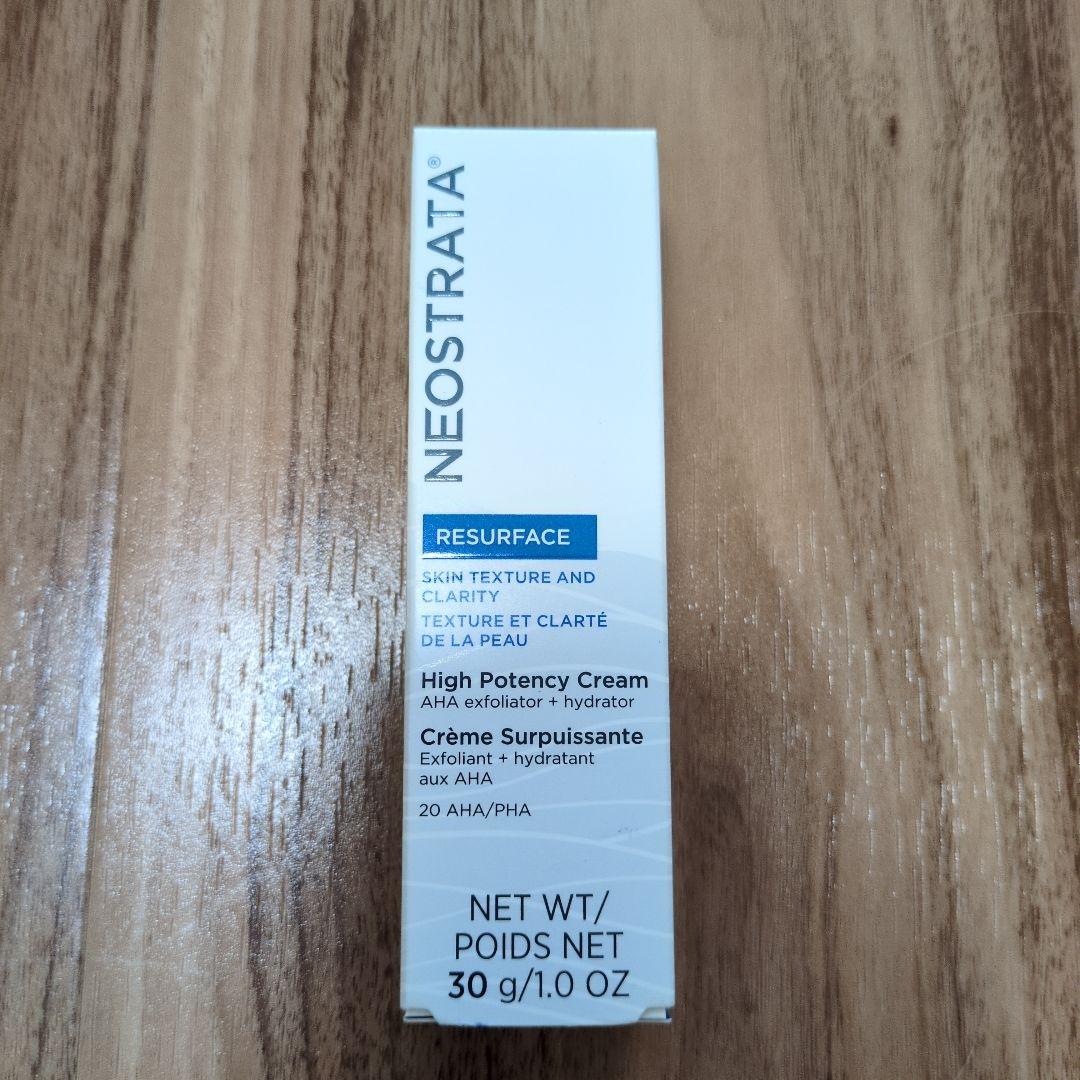 NEOSTRATA®
RESURFACE
SKIN TEXTURE AND
CLARITY
TEXTURE ET CLARTÉ
DE LA PEAU
High Potency Cream
AHA exfoliator + hydrator
Crème Surpuissante
Exfoliant + hydratant
aux AHA
20 AHA/PHA
NET WT/
POIDS NET
30 g/1.0 OZ